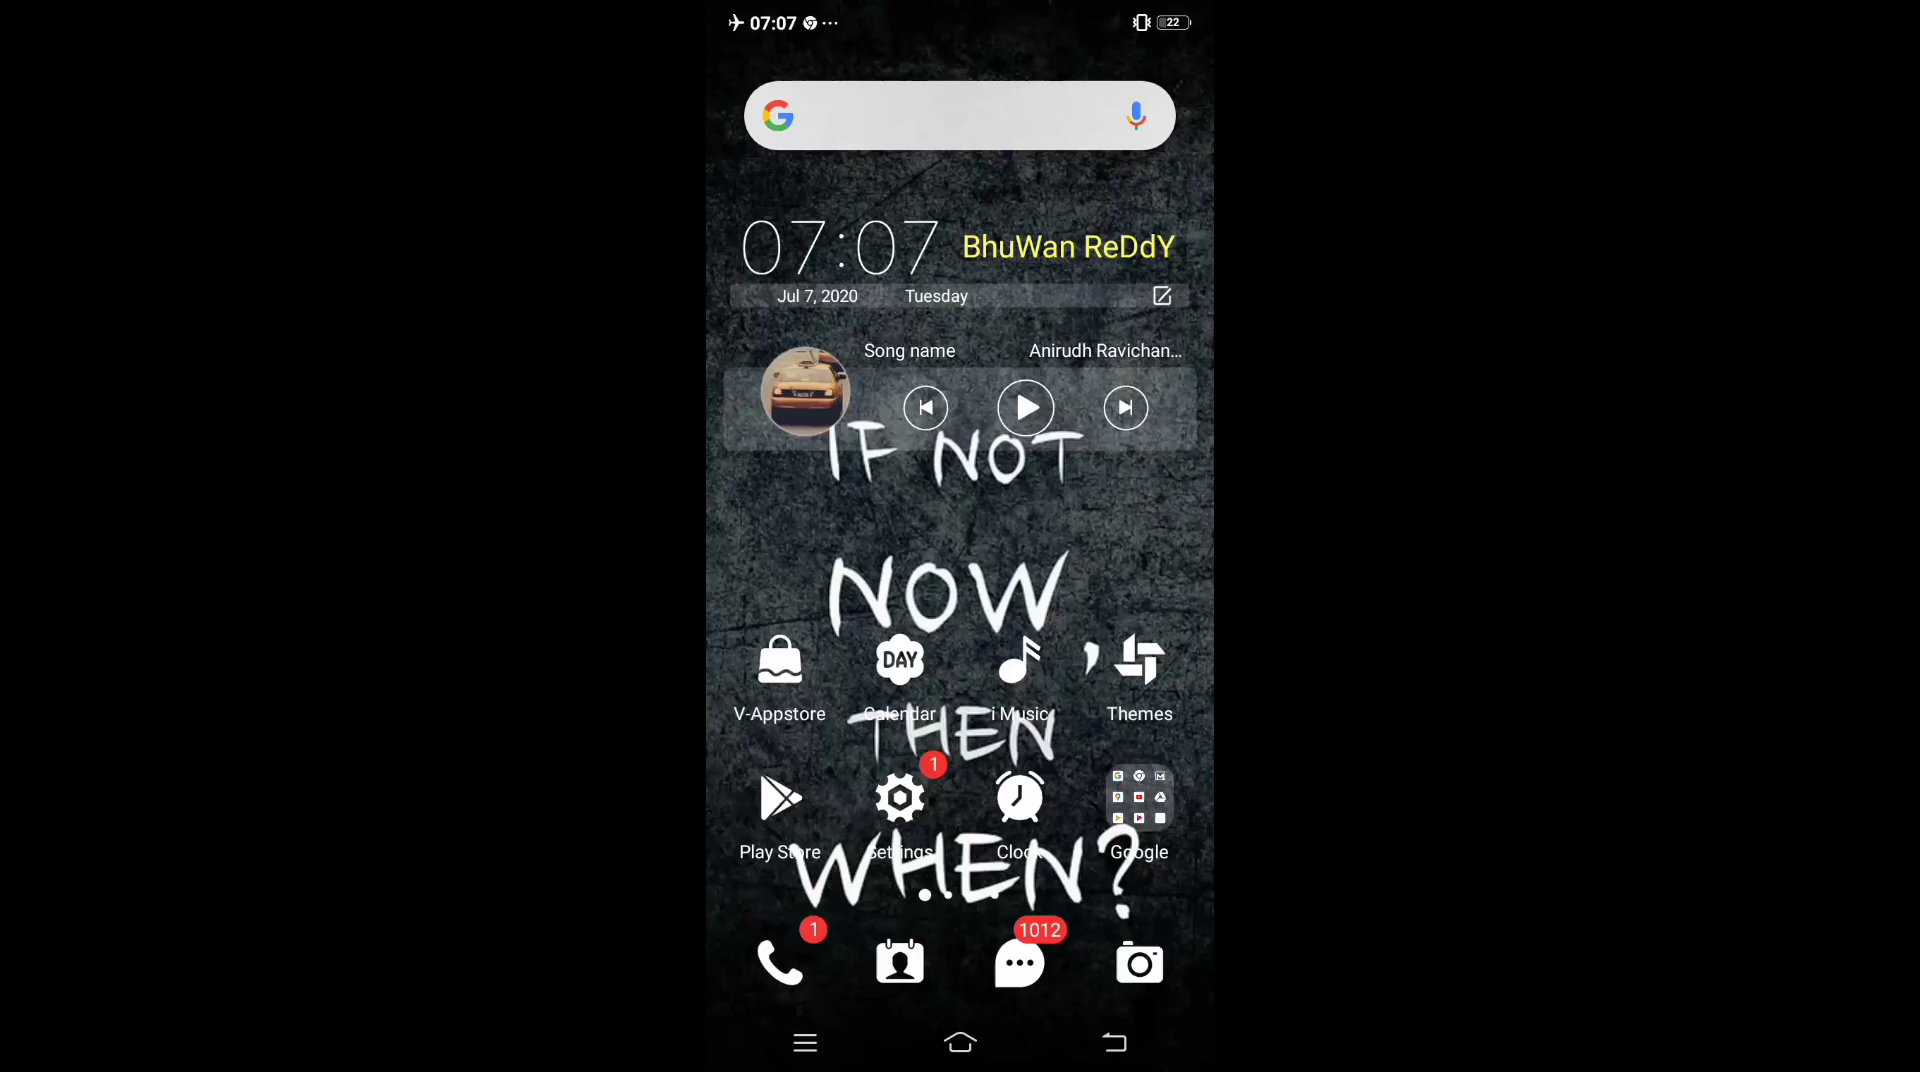 07:07
22
07:07 BhuWan ReDdY
Jul 7, 2020 Tuesday
Song name Anirudh Ravichan...
IF NOT
NOW,
DAY
V-Appstore Calendar i Music Themes
THEN
1
Play Store Settings Clock Google
WHEN?
1 1012